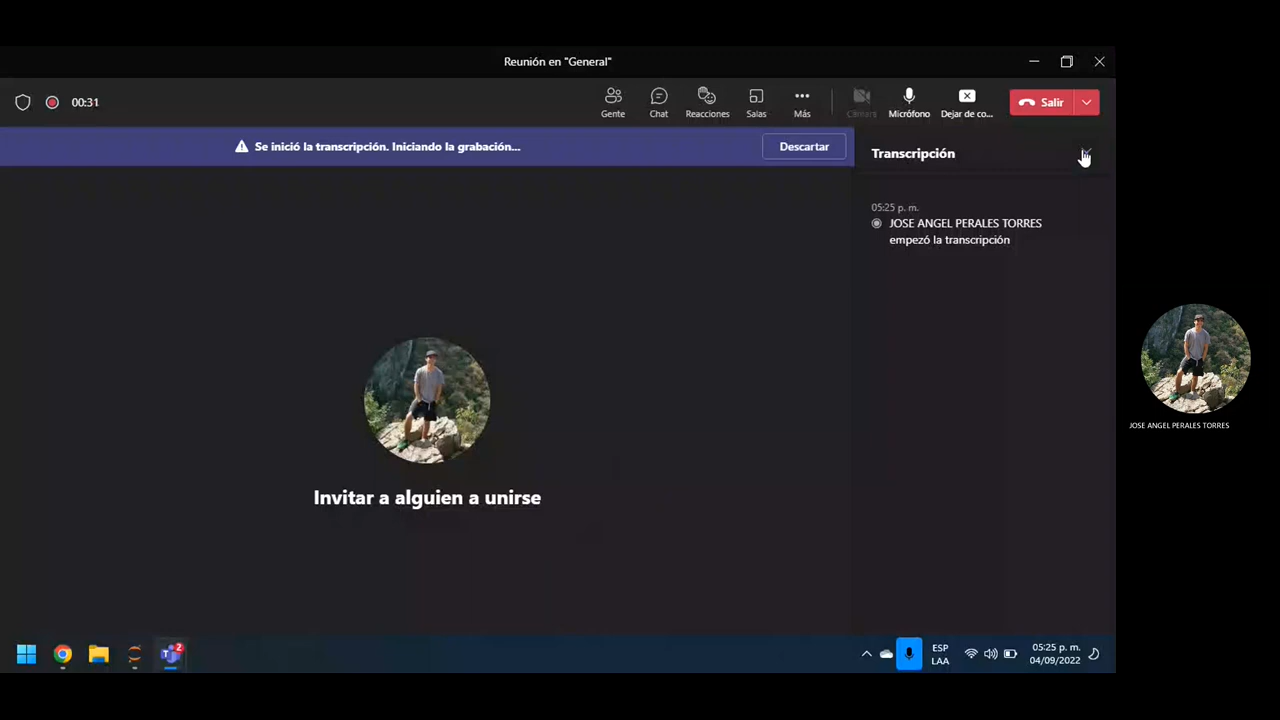 Reunión en "General"
00:31
Gente
Chat
Reacciones
Salas
Más
Cámara
Micrófono
Dejar de co...
Salir
Se inició la transcripción. Iniciando la grabación...
Descartar
Transcripción
05:25 p. m.
JOSE ANGEL PERALES TORRES
empezó la transcripción
Invitar a alguien a unirse
JOSE ANGEL PERALES TORRES
2
ESP
LAA
05:25 p. m.
04/09/2022